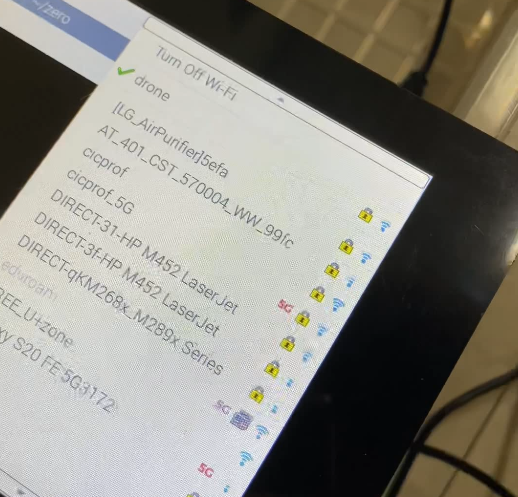 ~/zero
Turn Off Wi-Fi
drone
[LG_AirPurifier]5efa
AT_401_CST_570004_WW_99fc
cicprof
cicprof_5G
5G
DIRECT-31-HP M452 LaserJet
DIRECT-3f-HP M452 LaserJet
DIRECT-qKM268x_M289x Series
eduroam
5G
REE_U+zone
xy S20 FE 5G3172
5G